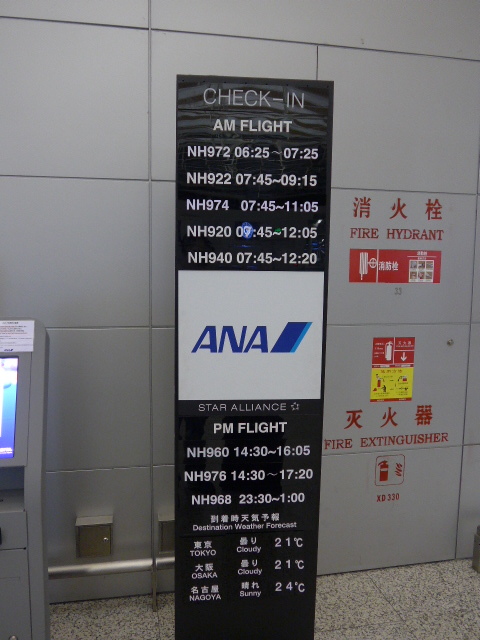 CHECK-IN
AM FLIGHT
NH972 06:25～07:25
NH922 07:45~09:15
NH974 07:45~11:05
NH920 07:45~12:05
NH940 07:45~12:20
ANA
STAR ALLIANCE
PM FLIGHT
NH960 14:30~16:05
NH976 14:30～17:20
NH968 23:30~1:00
到着時天気予報
Destination Weather Forecast
東京 曇り 21℃
TOKYO Cloudy
大阪 曇り 21℃
OSAKA Cloudy
名古屋 晴れ 24℃
NAGOYA Sunny
消火栓
FIRE HYDRANT
消防栓
33
灭火器
FIRE EXTINGUISHER
XD330